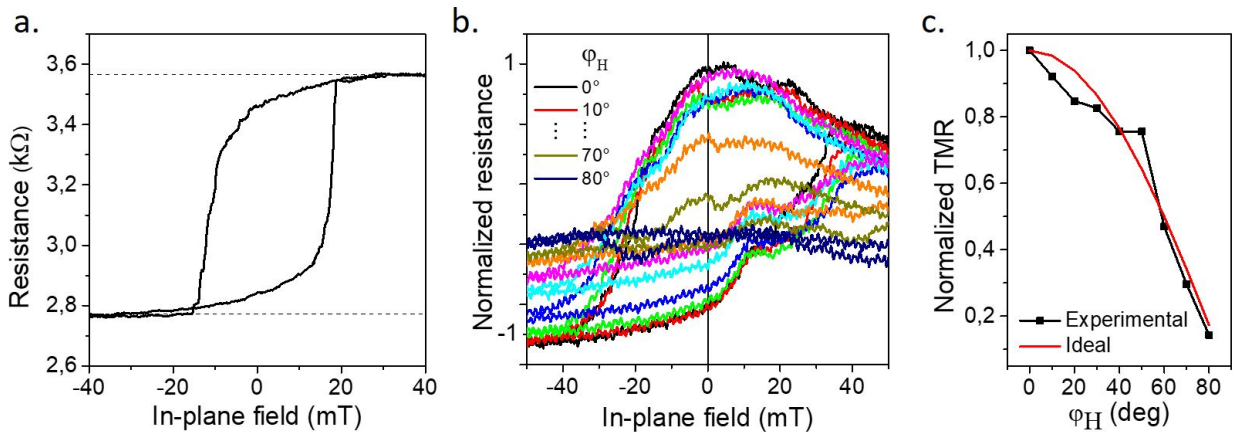 a.
3,6
3,4
3,2
3,0
2,8
2,6
Resistance (kΩ)
-40
-20
0
20
40
In-plane field (mT)
b.
1
0
-1
Normalized resistance
φH
0°
10°
⋮ ⋮
70°
80°
-40
-20
0
20
40
In-plane field (mT)
c.
1,0
0,8
0,6
0,4
0,2
Normalized TMR
Experimental
Ideal
0
20
40
60
80
φH (deg)